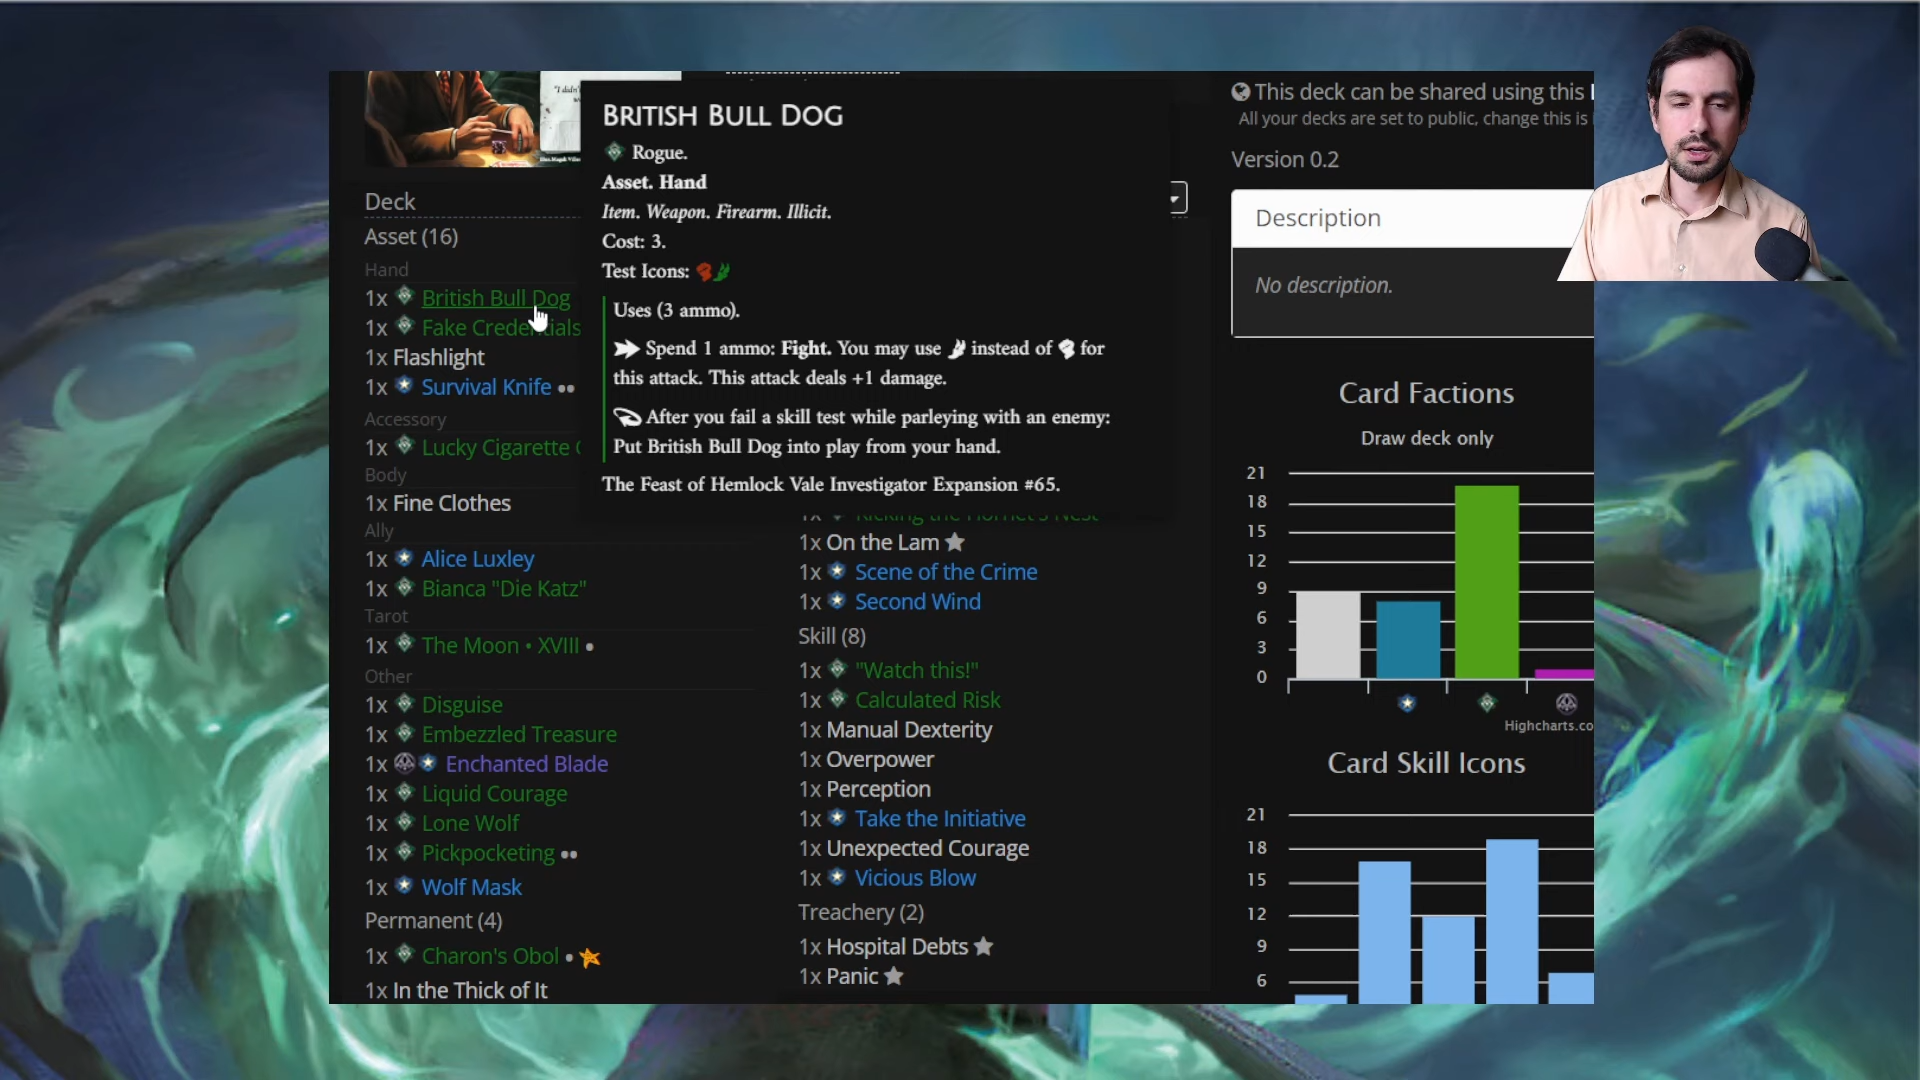 BRITISH BULL DOG
Rogue.
Asset. Hand
Item. Weapon. Firearm. Illicit.
Cost: 3.
Test Icons:
Uses (3 ammo).
Spend 1 ammo: Fight. You may use instead of for
this attack. This attack deals +1 damage.
After you fail a skill test while parleying with an enemy:
Put British Bull Dog into play from your hand.
The Feast of Hemlock Vale Investigator Expansion #65.
Deck
Asset (16)
Hand
1x British Bull Dog
1x Fake Credentials
1x Flashlight
1x Survival Knife ••
Accessory
1x Lucky Cigarette
Body
1x Fine Clothes
Ally
1x Alice Luxley
1x Bianca "Die Katz"
Tarot
1x The Moon • XVIII •
Other
1x Disguise
1x Embezzled Treasure
1x Enchanted Blade
1x Liquid Courage
1x Lone Wolf
1x Pickpocketing ••
1x Wolf Mask
Permanent (4)
1x Charon's Obol •
1x In the Thick of It
1x Kicking the Hornet's Nest
1x On the Lam
1x Scene of the Crime
1x Second Wind
Skill (8)
1x "Watch this!"
1x Calculated Risk
1x Manual Dexterity
1x Overpower
1x Perception
1x Take the Initiative
1x Unexpected Courage
1x Vicious Blow
Treachery (2)
1x Hospital Debts
1x Panic
This deck can be shared using this
All your decks are set to public, change this is
Version 0.2
Description
No description.
Card Factions
Draw deck only
21
18
15
12
9
6
3
0
Highcharts.co
Card Skill Icons
21
18
15
12
9
6